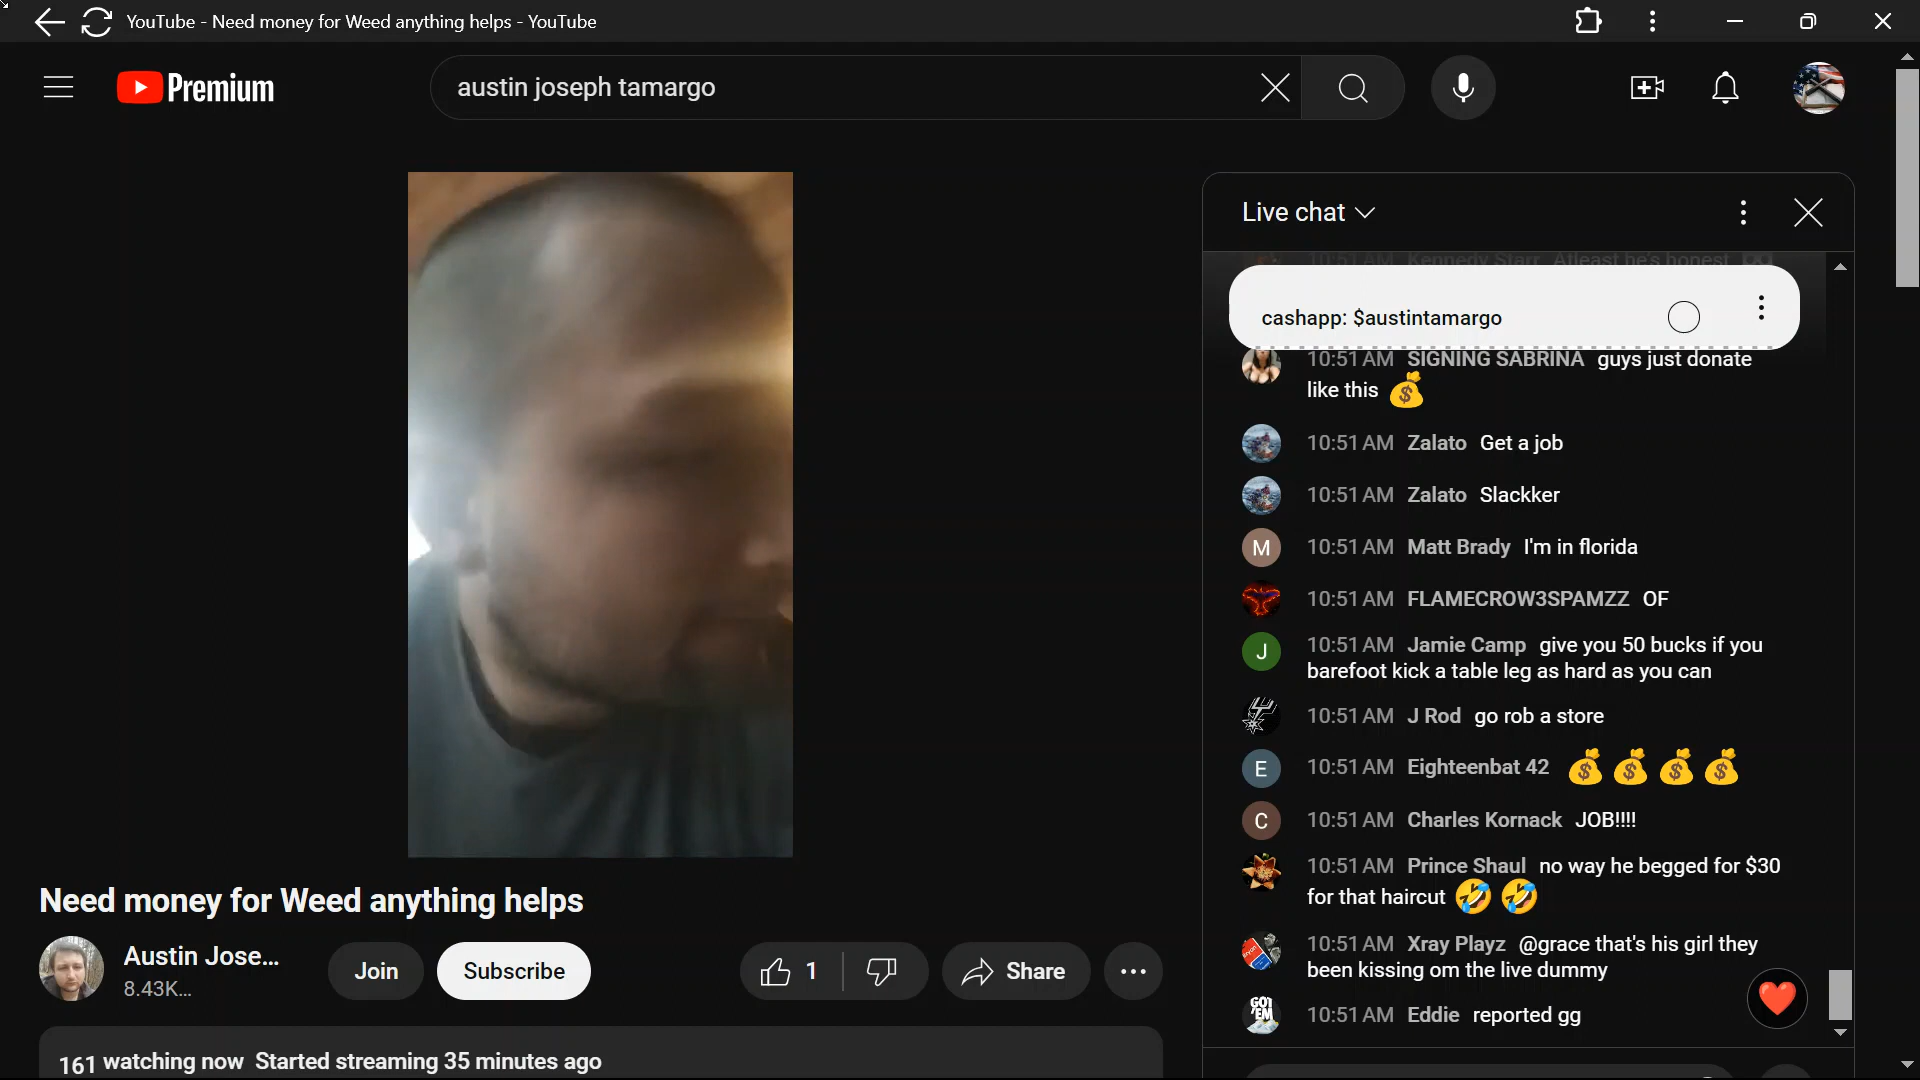 YouTube - Need money for Weed anything helps - YouTube
Premium
austin joseph tamargo
Live chat
Kennedy Starr Atleast he's honest
cashapp: $austintamargo
10:51 AM SIGNING SABRINA guys just donate
like this
10:51 AM Zalato Get a job
10:51 AM Zalato Slackker
M 10:51 AM Matt Brady I'm in florida
10:51 AM FLAMECROW3SPAMZZ OF
J 10:51 AM Jamie Camp give you 50 bucks if you
barefoot kick a table leg as hard as you can
10:51 AM J Rod go rob a store
E 10:51 AM Eighteenbat 42
C 10:51 AM Charles Kornack JOB!!!!
10:51 AM Prince Shaul no way he begged for $30
for that haircut
10:51 AM Xray Playz @grace that's his girl they
been kissing om the live dummy
GOT 'EM 10:51 AM Eddie reported gg
Need money for Weed anything helps
Austin Jose...
8.43K...
Join
Subscribe
1
Share
161 watching now Started streaming 35 minutes ago